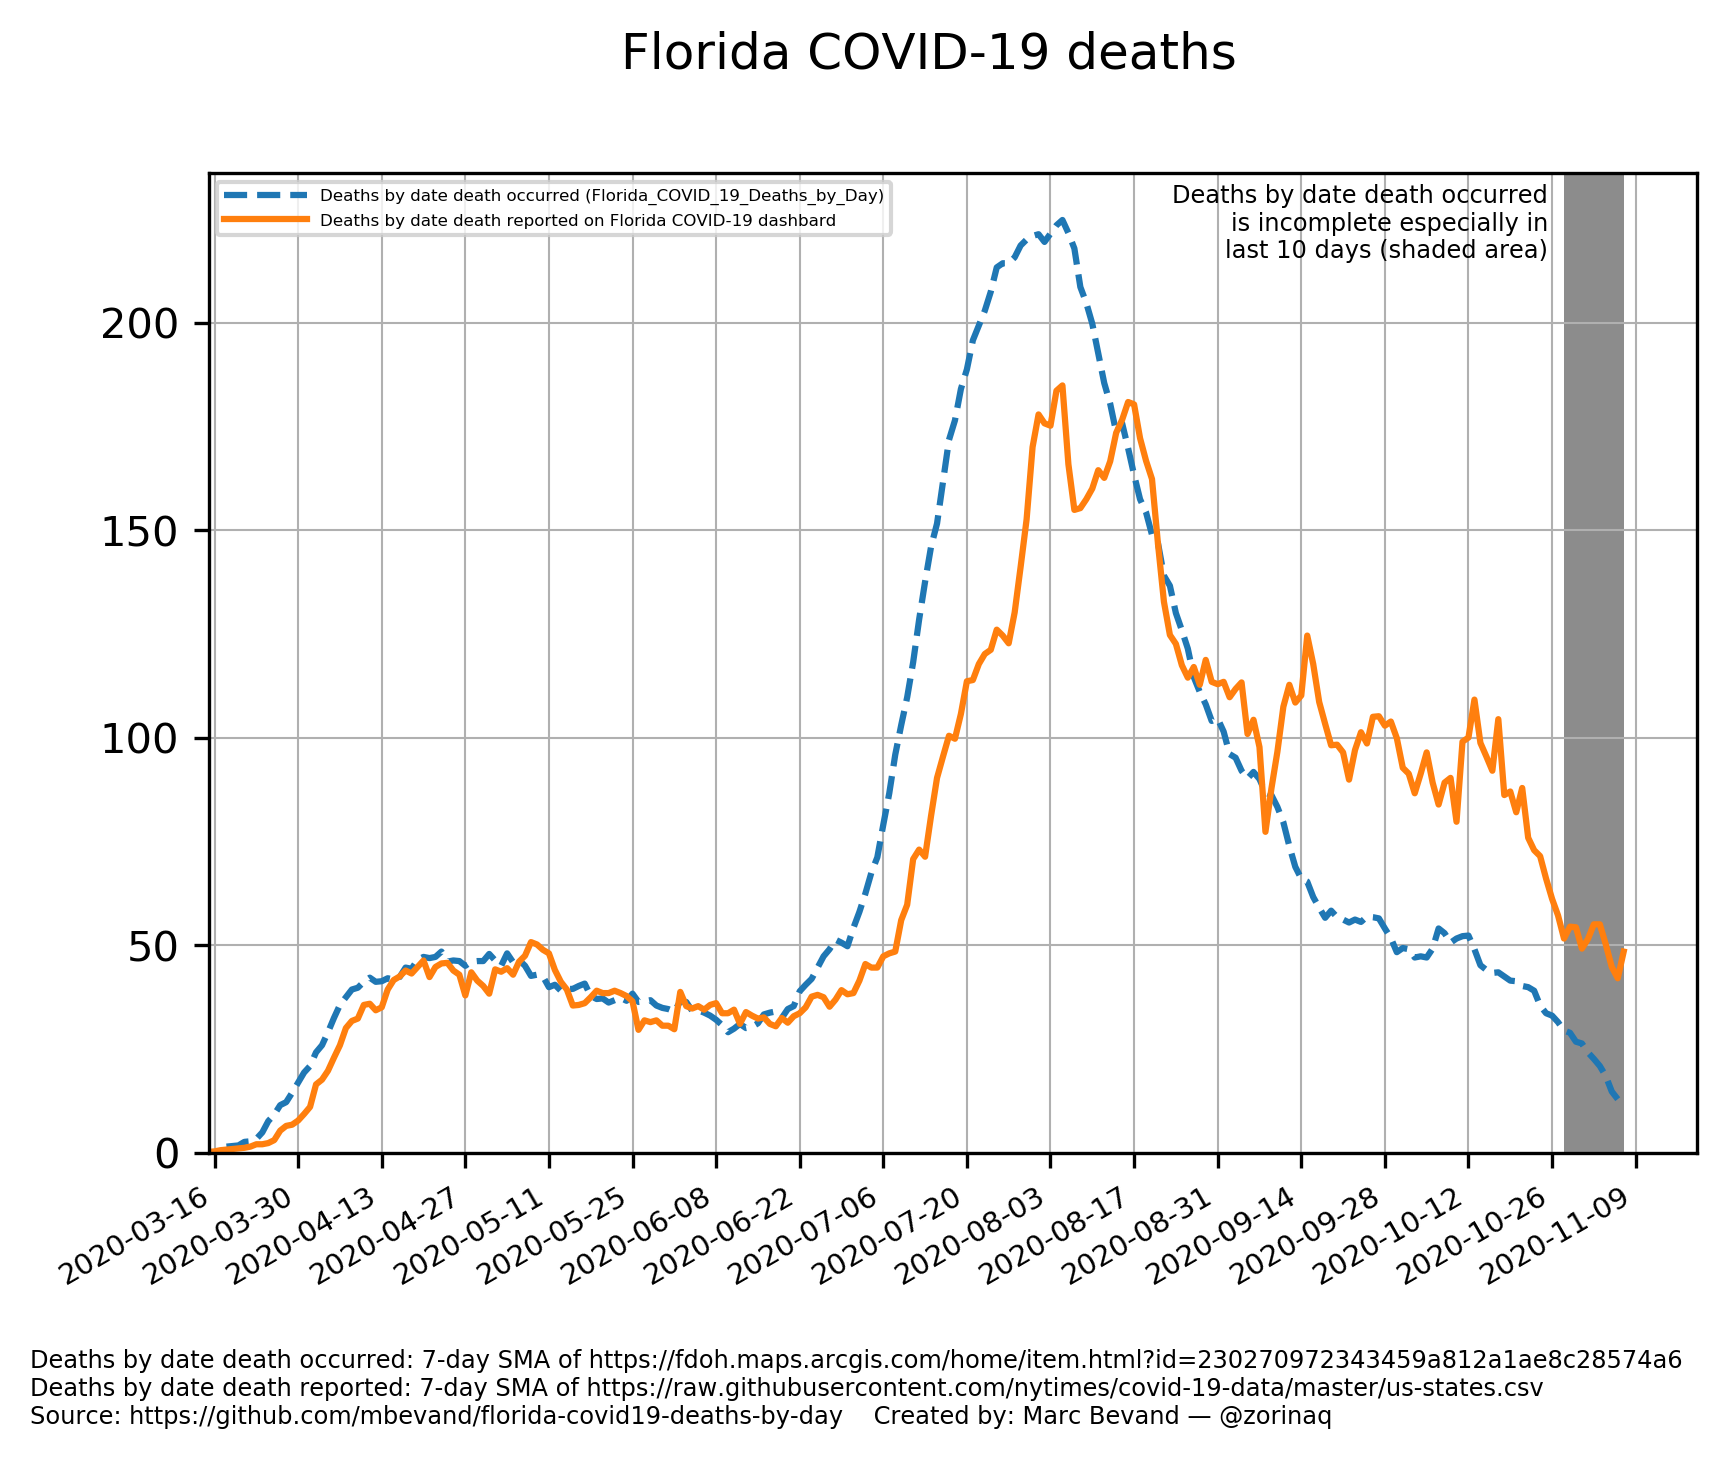 Florida COVID-19 deaths
Deaths by date death occurred (Florida_COVID_19_Deaths_by_Day)
Deaths by date death reported on Florida COVID-19 dashbard
Deaths by date death occurred
is incomplete especially in
last 10 days (shaded area)
200
150
100
50
0
2020-03-16
2020-03-30
2020-04-13
2020-04-27
2020-05-11
2020-05-25
2020-06-08
2020-06-22
2020-07-06
2020-07-20
2020-08-03
2020-08-17
2020-08-31
2020-09-14
2020-09-28
2020-10-12
2020-10-26
2020-11-09
Deaths by date death occurred: 7-day SMA of https://fdoh.maps.arcgis.com/home/item.html?id=230270972343459a812a1ae8c28574a6
Deaths by date death reported: 7-day SMA of https://raw.githubusercontent.com/nytimes/covid-19-data/master/us-states.csv
Source: https://github.com/mbevand/florida-covid19-deaths-by-day    Created by: Marc Bevand — @zorinaq